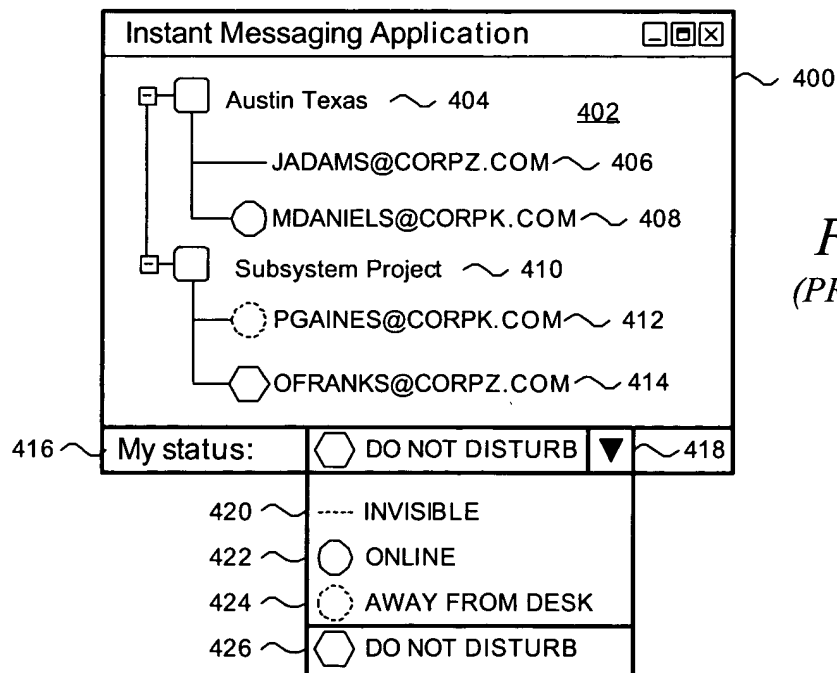 Instant Messaging Application
400
Austin Texas 404
402
JADAMS@CORPZ.COM 406
MDANIELS@CORPK.COM 408
Subsystem Project 410
PGAINES@CORPK.COM 412
OFRANKS@CORPZ.COM 414
416 My status: DO NOT DISTURB 418
420 INVISIBLE
422 ONLINE
424 AWAY FROM DESK
426 DO NOT DISTURB